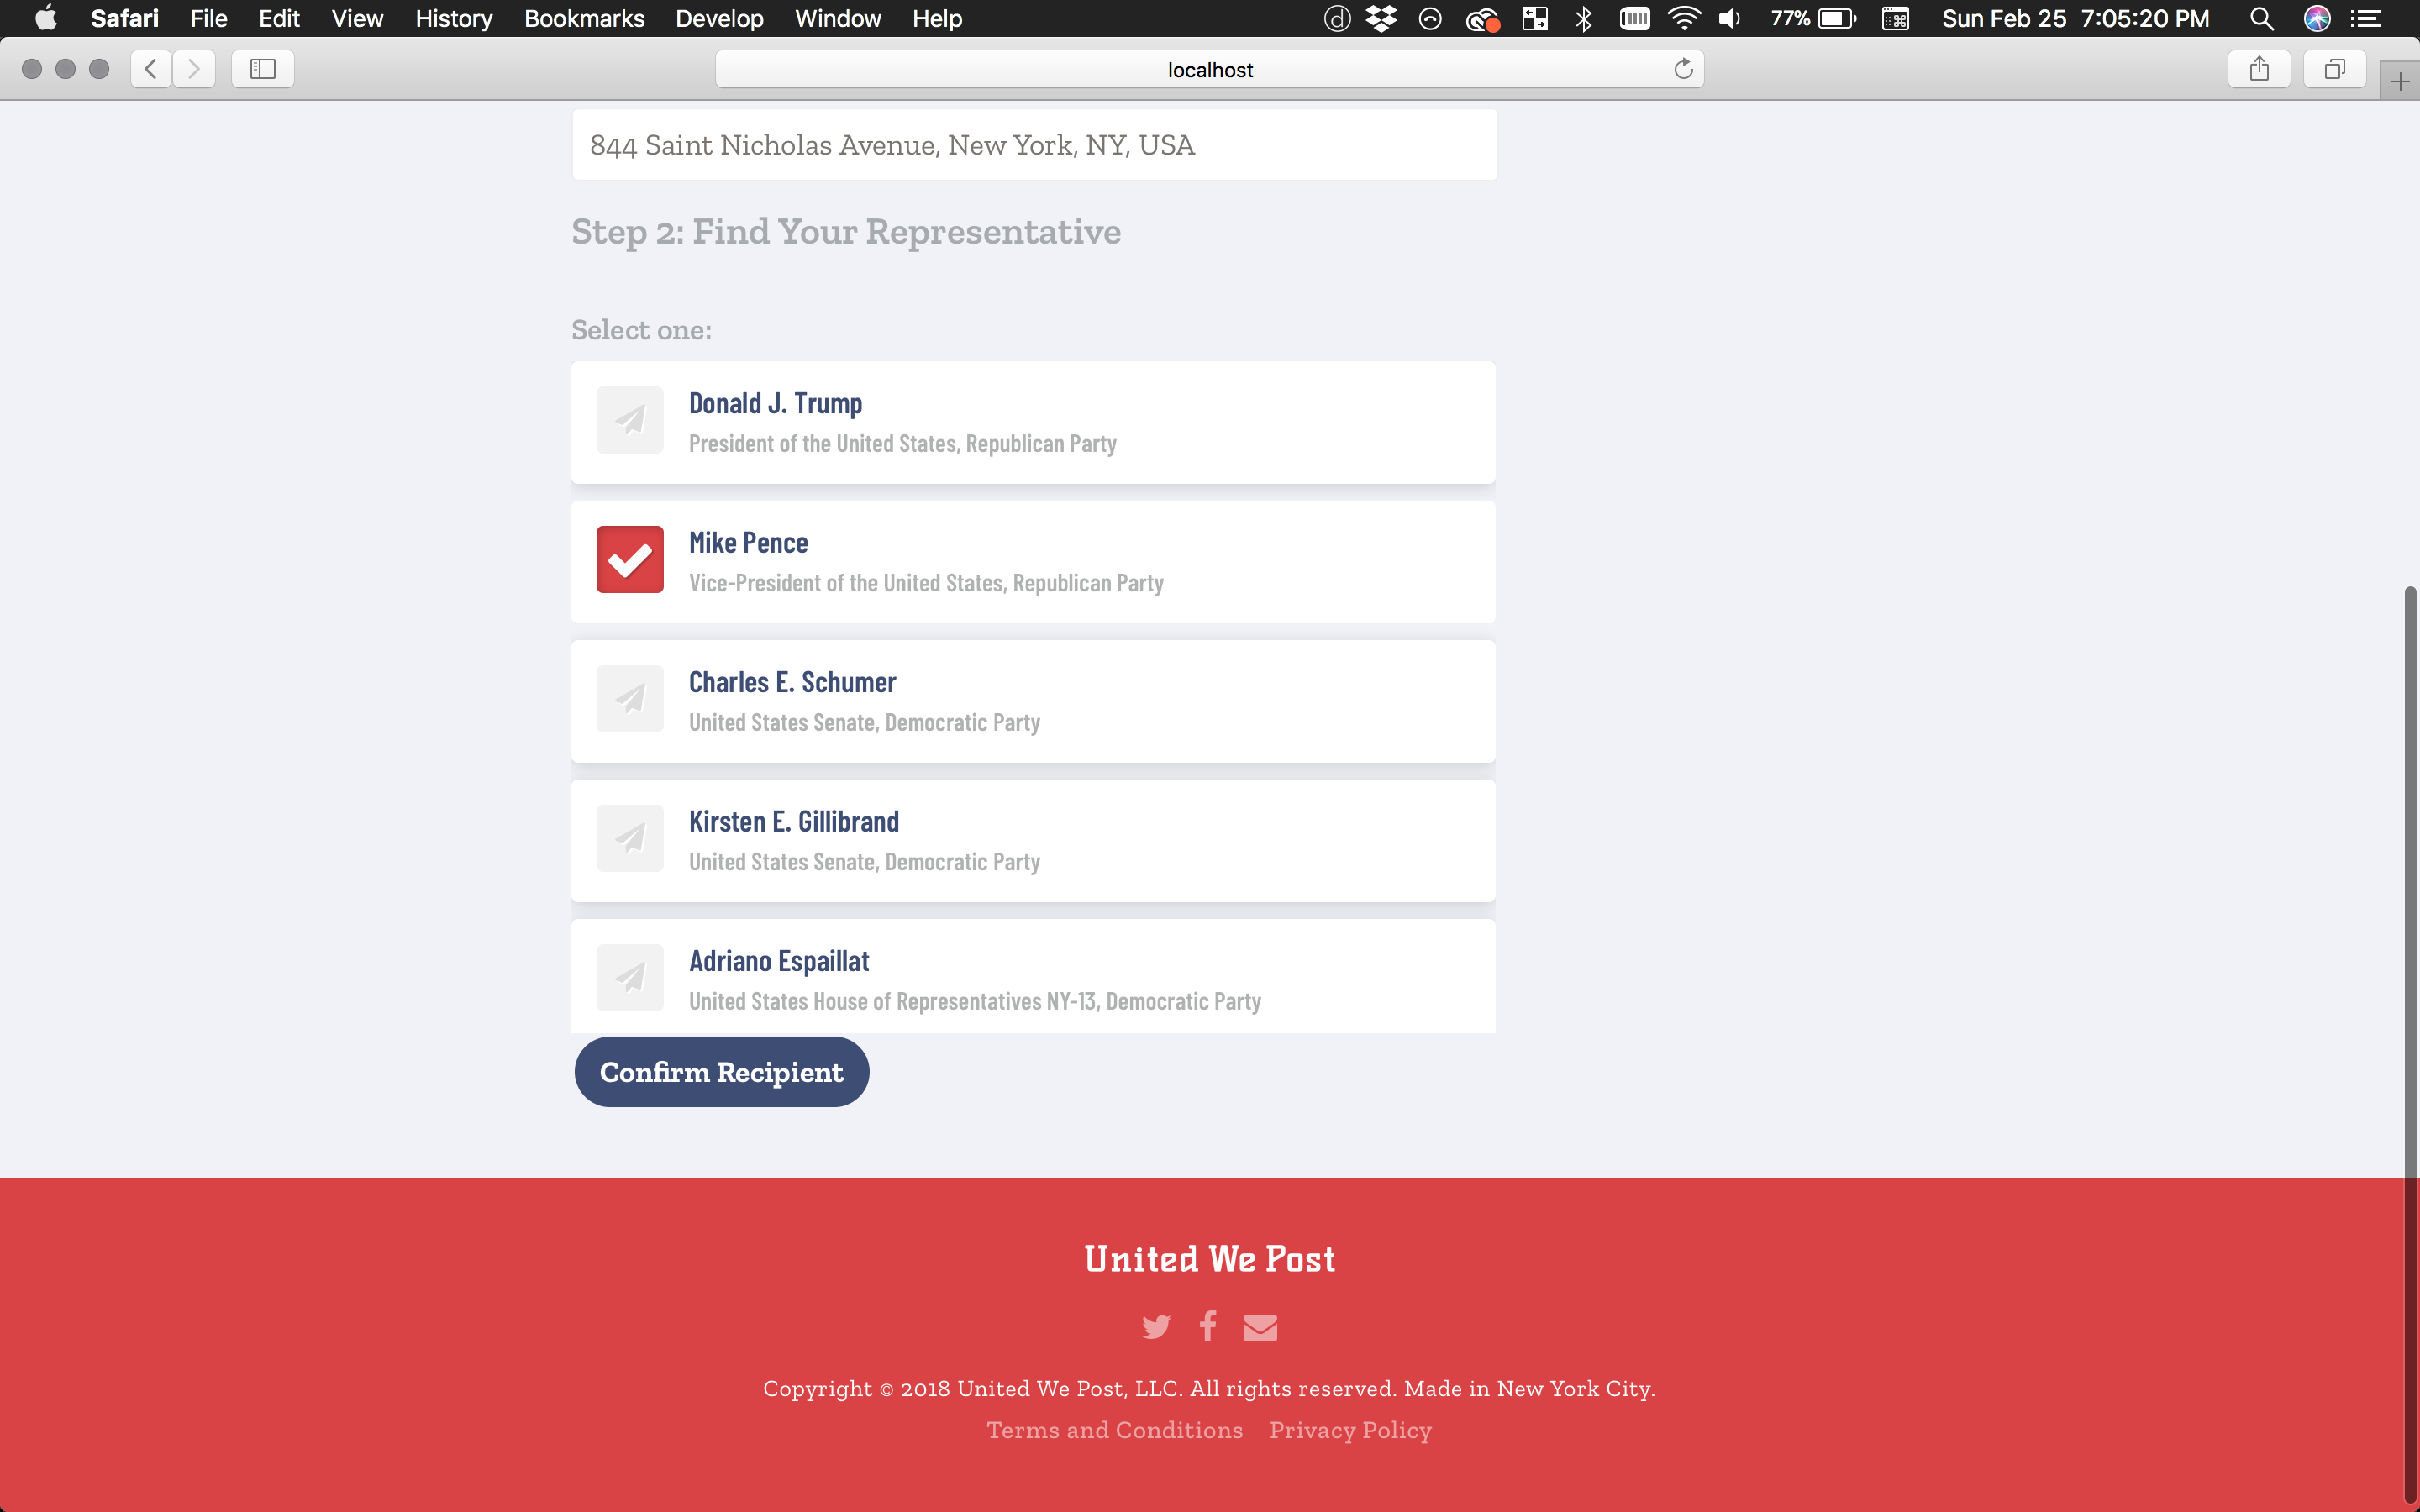 Safari File Edit View History Bookmarks Develop Window Help 77% Sun Feb 25 7:05:20 PM
localhost
844 Saint Nicholas Avenue, New York, NY, USA
Step 2: Find Your Representative
Select one:
Donald J. Trump
President of the United States, Republican Party
Mike Pence
Vice-President of the United States, Republican Party
Charles E. Schumer
United States Senate, Democratic Party
Kirsten E. Gillibrand
United States Senate, Democratic Party
Adriano Espaillat
United States House of Representatives NY-13, Democratic Party
Confirm Recipient
United We Post
Copyright © 2018 United We Post, LLC. All rights reserved. Made in New York City.
Terms and Conditions Privacy Policy